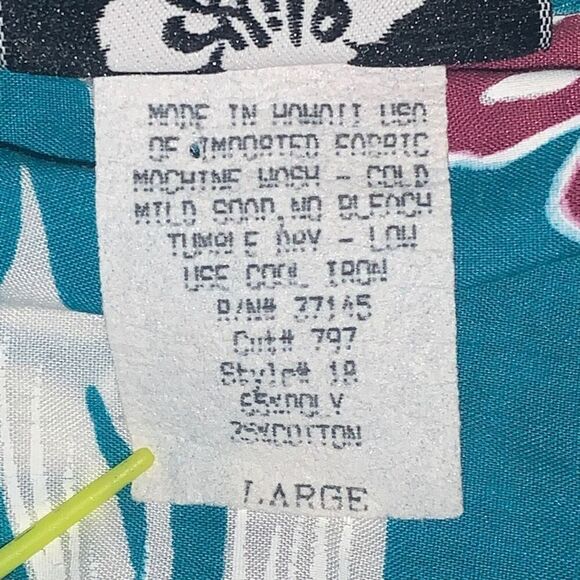 MADE IN HAWAII USA
OF IMPORTED FABRIC
MACHINE WASH - COLD
MILD SOAP,NO BLEACH
TUMBLE DRY - LOW
USE COOL IRON
R/N# 37145
Cut# 797
Style# 18
65%POLY
35%COTTON
LARGE